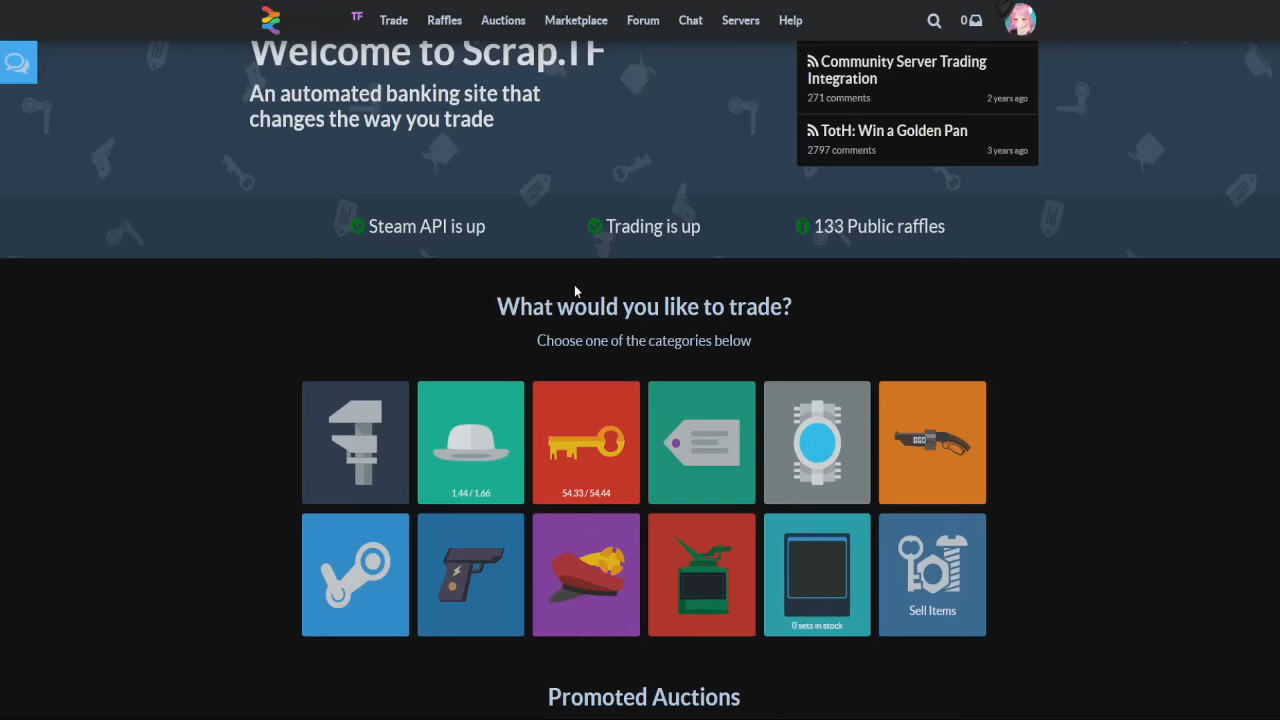 TF Trade Raffles Auctions Marketplace Forum Chat Servers Help 0
Welcome to Scrap.TF
An automated banking site that
changes the way you trade
Community Server Trading
Integration
271 comments 2 years ago
TotH: Win a Golden Pan
2797 comments 3 years ago
Steam API is up Trading is up 133 Public raffles
What would you like to trade?
Choose one of the categories below
1.44 / 1.66 54.33 / 54.44
0 sets in stock Sell Items
Promoted Auctions